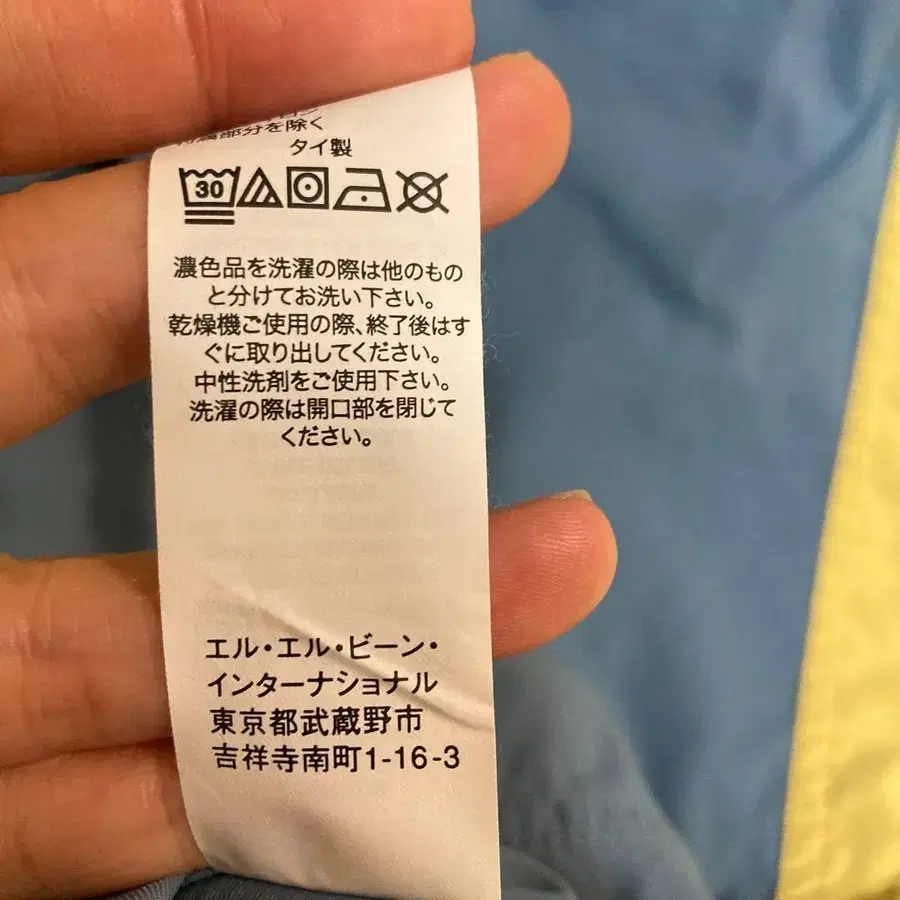 付属部分を除く
タイ製
30
濃色品を洗濯の際は他のもの
と分けてお洗い下さい。
乾燥機ご使用の際、終了後はす
ぐに取り出してください。
中性洗剤をご使用下さい。
洗濯の際は開口部を閉じて
ください。
エル・エル・ビーン・
インターナショナル
東京都武蔵野市
吉祥寺南町1-16-3